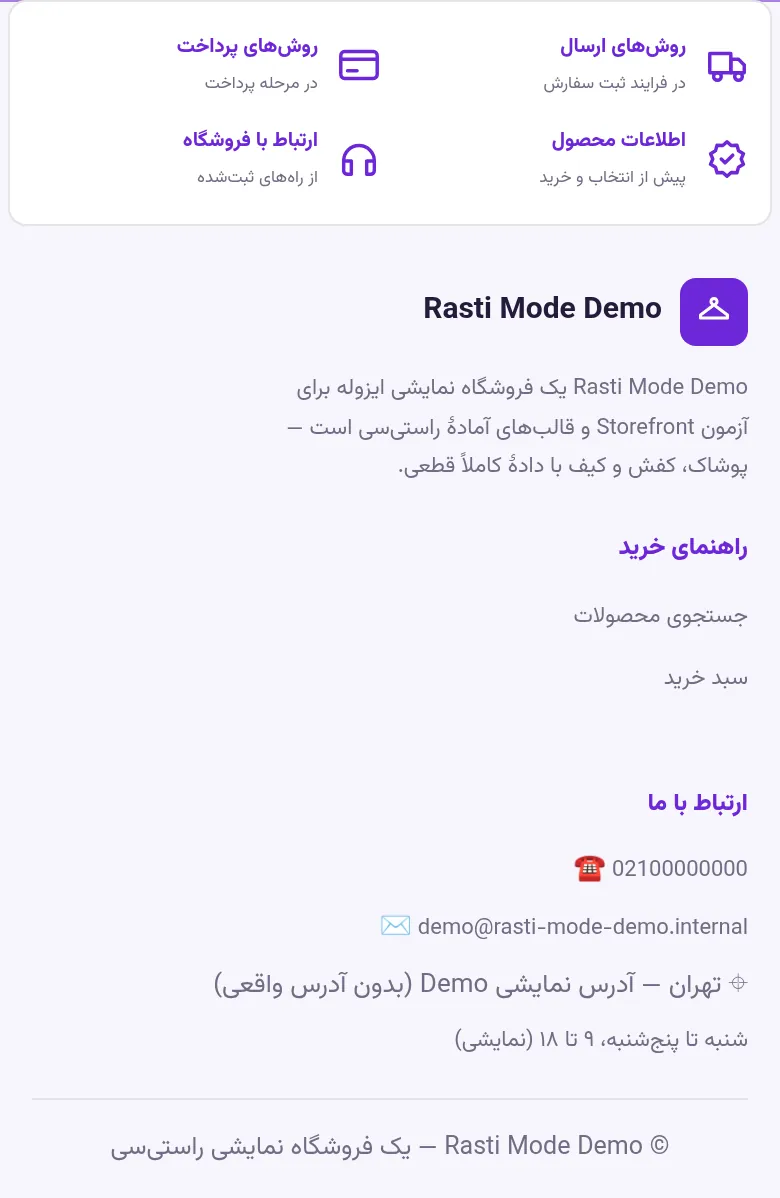 روش‌های ارسال
در فرایند ثبت سفارش
روش‌های پرداخت
در مرحله پرداخت
اطلاعات محصول
پیش از انتخاب و خرید
ارتباط با فروشگاه
از راه‌های ثبت‌شده
Rasti Mode Demo
Rasti Mode Demo یک فروشگاه نمایشی ایزوله برای
آزمون Storefront و قالب‌های آمادهٔ راستی‌سی است —
پوشاک، کفش و کیف با دادهٔ کاملاً قطعی.
راهنمای خرید
جستجوی محصولات
سبد خرید
ارتباط با ما
02100000000 ☎️
demo@rasti-mode-demo.internal ✉️
⌖ تهران — آدرس نمایشی Demo (بدون آدرس واقعی)
شنبه تا پنج‌شنبه، ۹ تا ۱۸ (نمایشی)
© Rasti Mode Demo — یک فروشگاه نمایشی راستی‌سی